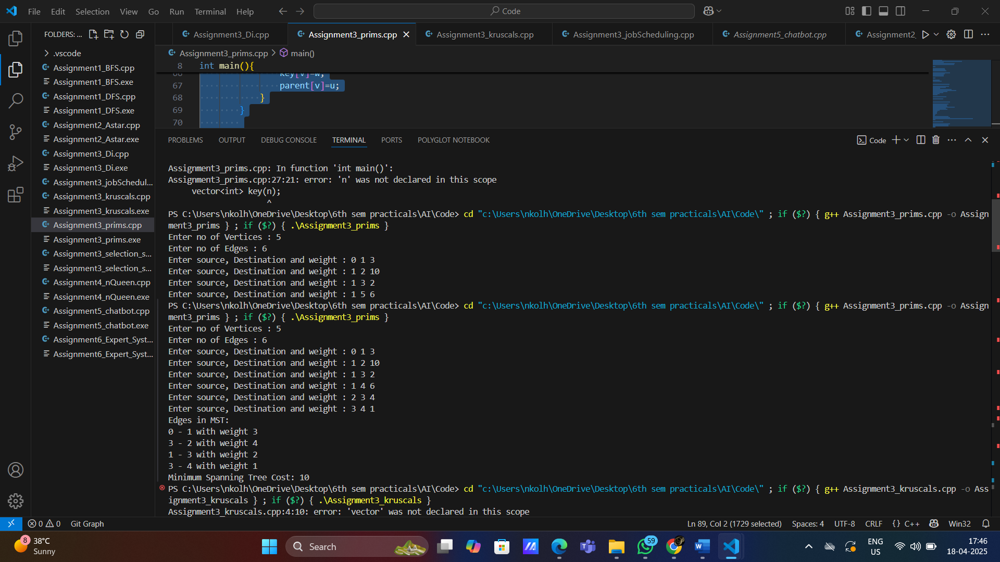 File Edit Selection View Go Run Terminal Help
Code
FOLDERS: ...
.vscode
Assignment1_BFS.cpp
Assignment1_BFS.exe
Assignment1_DFS.cpp
Assignment1_DFS.exe
Assignment2_Astar.cpp
Assignment2_Astar.exe
Assignment3_Di.cpp
Assignment3_Di.exe
Assignment3_jobSchedul...
Assignment3_kruscals.cpp
Assignment3_kruscals.exe
Assignment3_prims.cpp
Assignment3_prims.exe
Assignment3_selection_s...
Assignment3_selection_s...
Assignment4_nQueen.cpp
Assignment4_nQueen.exe
Assignment5_chatbot.cpp
Assignment5_chatbot.exe
Assignment6_Expert_Syst...
Assignment6_Expert_Syst...
Assignment3_Di.cpp Assignment3_prims.cpp Assignment3_kruscals.cpp Assignment3_jobScheduling.cpp Assignment5_chatbot.cpp Assignment2_
Assignment3_prims.cpp > main()
8 int main(){
66 key[v]=w;
67 parent[v]=u;
68 }
69 }
70
PROBLEMS OUTPUT DEBUG CONSOLE TERMINAL PORTS POLYGLOT NOTEBOOK
Code
Assignment3_prims.cpp: In function 'int main()':
Assignment3_prims.cpp:27:21: error: 'n' was not declared in this scope
vector<int> key(n);
^
PS C:\Users\nkolh\OneDrive\Desktop\6th sem practicals\AI\Code> cd "c:\Users\nkolh\OneDrive\Desktop\6th sem practicals\AI\Code\" ; if ($?) { g++ Assignment3_prims.cpp -o Assign
ment3_prims } ; if ($?) { .\Assignment3_prims }
Enter no of Vertices : 5
Enter no of Edges : 6
Enter source, Destination and weight : 0 1 3
Enter source, Destination and weight : 1 2 10
Enter source, Destination and weight : 1 3 2
Enter source, Destination and weight : 1 5 6
PS C:\Users\nkolh\OneDrive\Desktop\6th sem practicals\AI\Code> cd "c:\Users\nkolh\OneDrive\Desktop\6th sem practicals\AI\Code\" ; if ($?) { g++ Assignment3_prims.cpp -o Assign
ment3_prims } ; if ($?) { .\Assignment3_prims }
Enter no of Vertices : 5
Enter no of Edges : 6
Enter source, Destination and weight : 0 1 3
Enter source, Destination and weight : 1 2 10
Enter source, Destination and weight : 1 3 2
Enter source, Destination and weight : 1 4 6
Enter source, Destination and weight : 2 3 4
Enter source, Destination and weight : 3 4 1
Edges in MST:
0 - 1 with weight 3
3 - 2 with weight 4
1 - 3 with weight 2
3 - 4 with weight 1
Minimum Spanning Tree Cost: 10
PS C:\Users\nkolh\OneDrive\Desktop\6th sem practicals\AI\Code> cd "c:\Users\nkolh\OneDrive\Desktop\6th sem practicals\AI\Code\" ; if ($?) { g++ Assignment3_kruscals.cpp -o Ass
ignment3_kruscals } ; if ($?) { .\Assignment3_kruscals }
Assignment3_kruscals.cpp:4:10: error: 'vector' was not declared in this scope
0 0 Git Graph
Ln 89, Col 2 (1729 selected) Spaces: 4 UTF-8 CRLF {} C++ Win32
8
38°C
Sunny
Search
59
ENG
US
17:46
18-04-2025